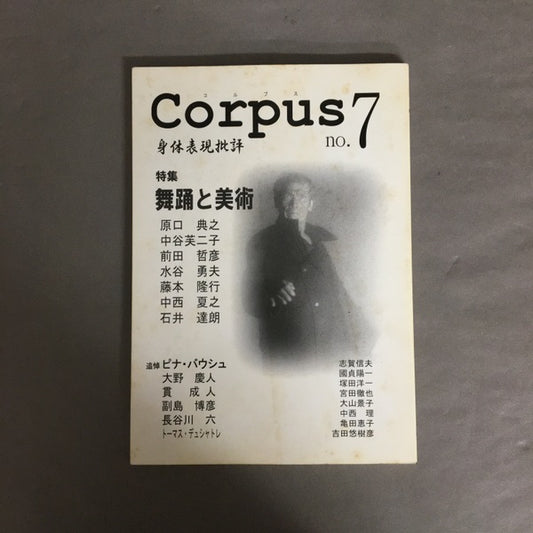 コルプス
Corpus no.7
身体表現批評
特集
舞踊と美術
原口 典之
中谷芙二子
前田 哲彦
水谷 勇夫
藤本 隆行
中西 夏之
石井 達朗
追悼 ピナ・バウシュ
大野 慶人
貫 成人
副島 博彦
長谷川 六
トーマス・デュシャトレ
志賀信夫
國貞陽一
塚田洋一
宮田徹也
大山景子
中西 理
亀田恵子
吉田悠樹彦